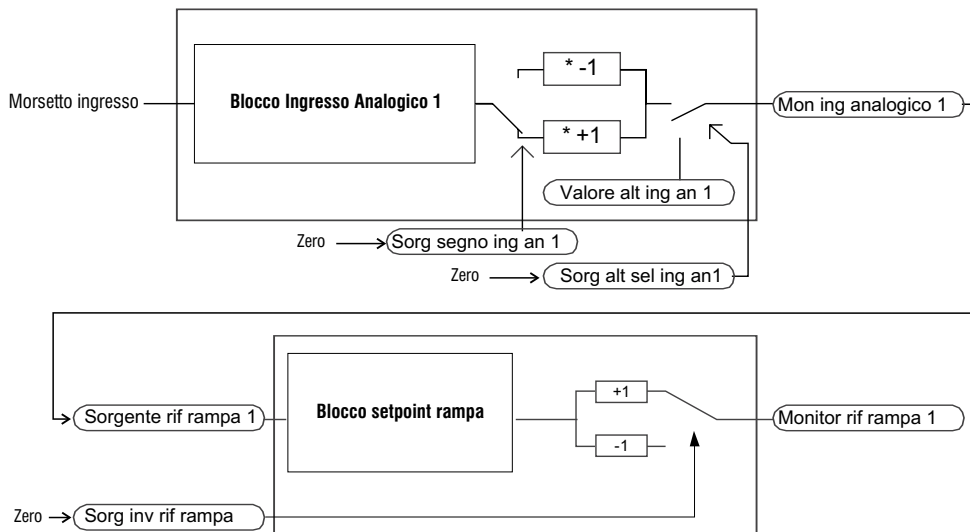 * -1
Morsetto ingresso
Blocco Ingresso Analogico 1
Mon ing analogico 1
* +1
Valore alt ing an 1
Zero
Sorg segno ing an 1
Zero
Sorg alt sel ing an1
Sorgente rif rampa 1
Blocco setpoint rampa
+1
Monitor rif rampa 1
-1
Zero
Sorg inv rif rampa